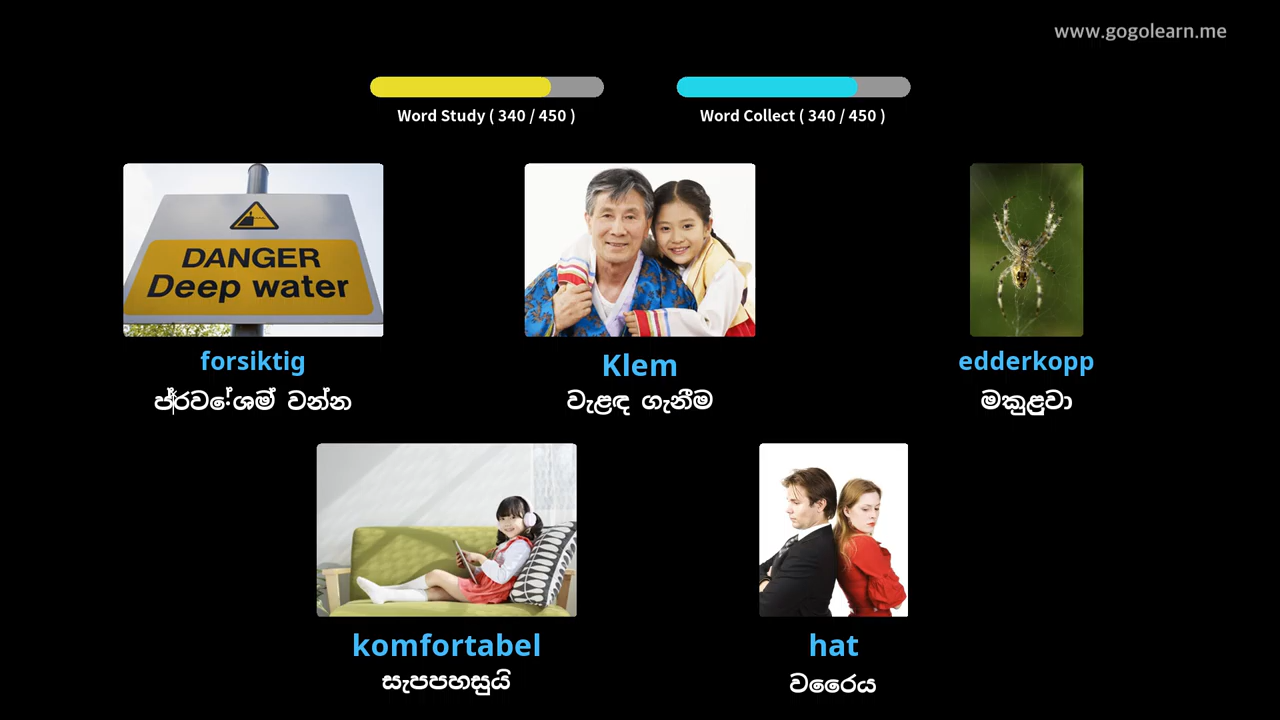 www.gogolearn.me
Word Study ( 340 / 450 )
Word Collect ( 340 / 450 )
DANGER
Deep water
forsiktig
ප්රවේශම් වන්න
Klem
වැළඳ ගැනීම
edderkopp
මකුළුවා
komfortabel
සැපපහසුයි
hat
වෛරය